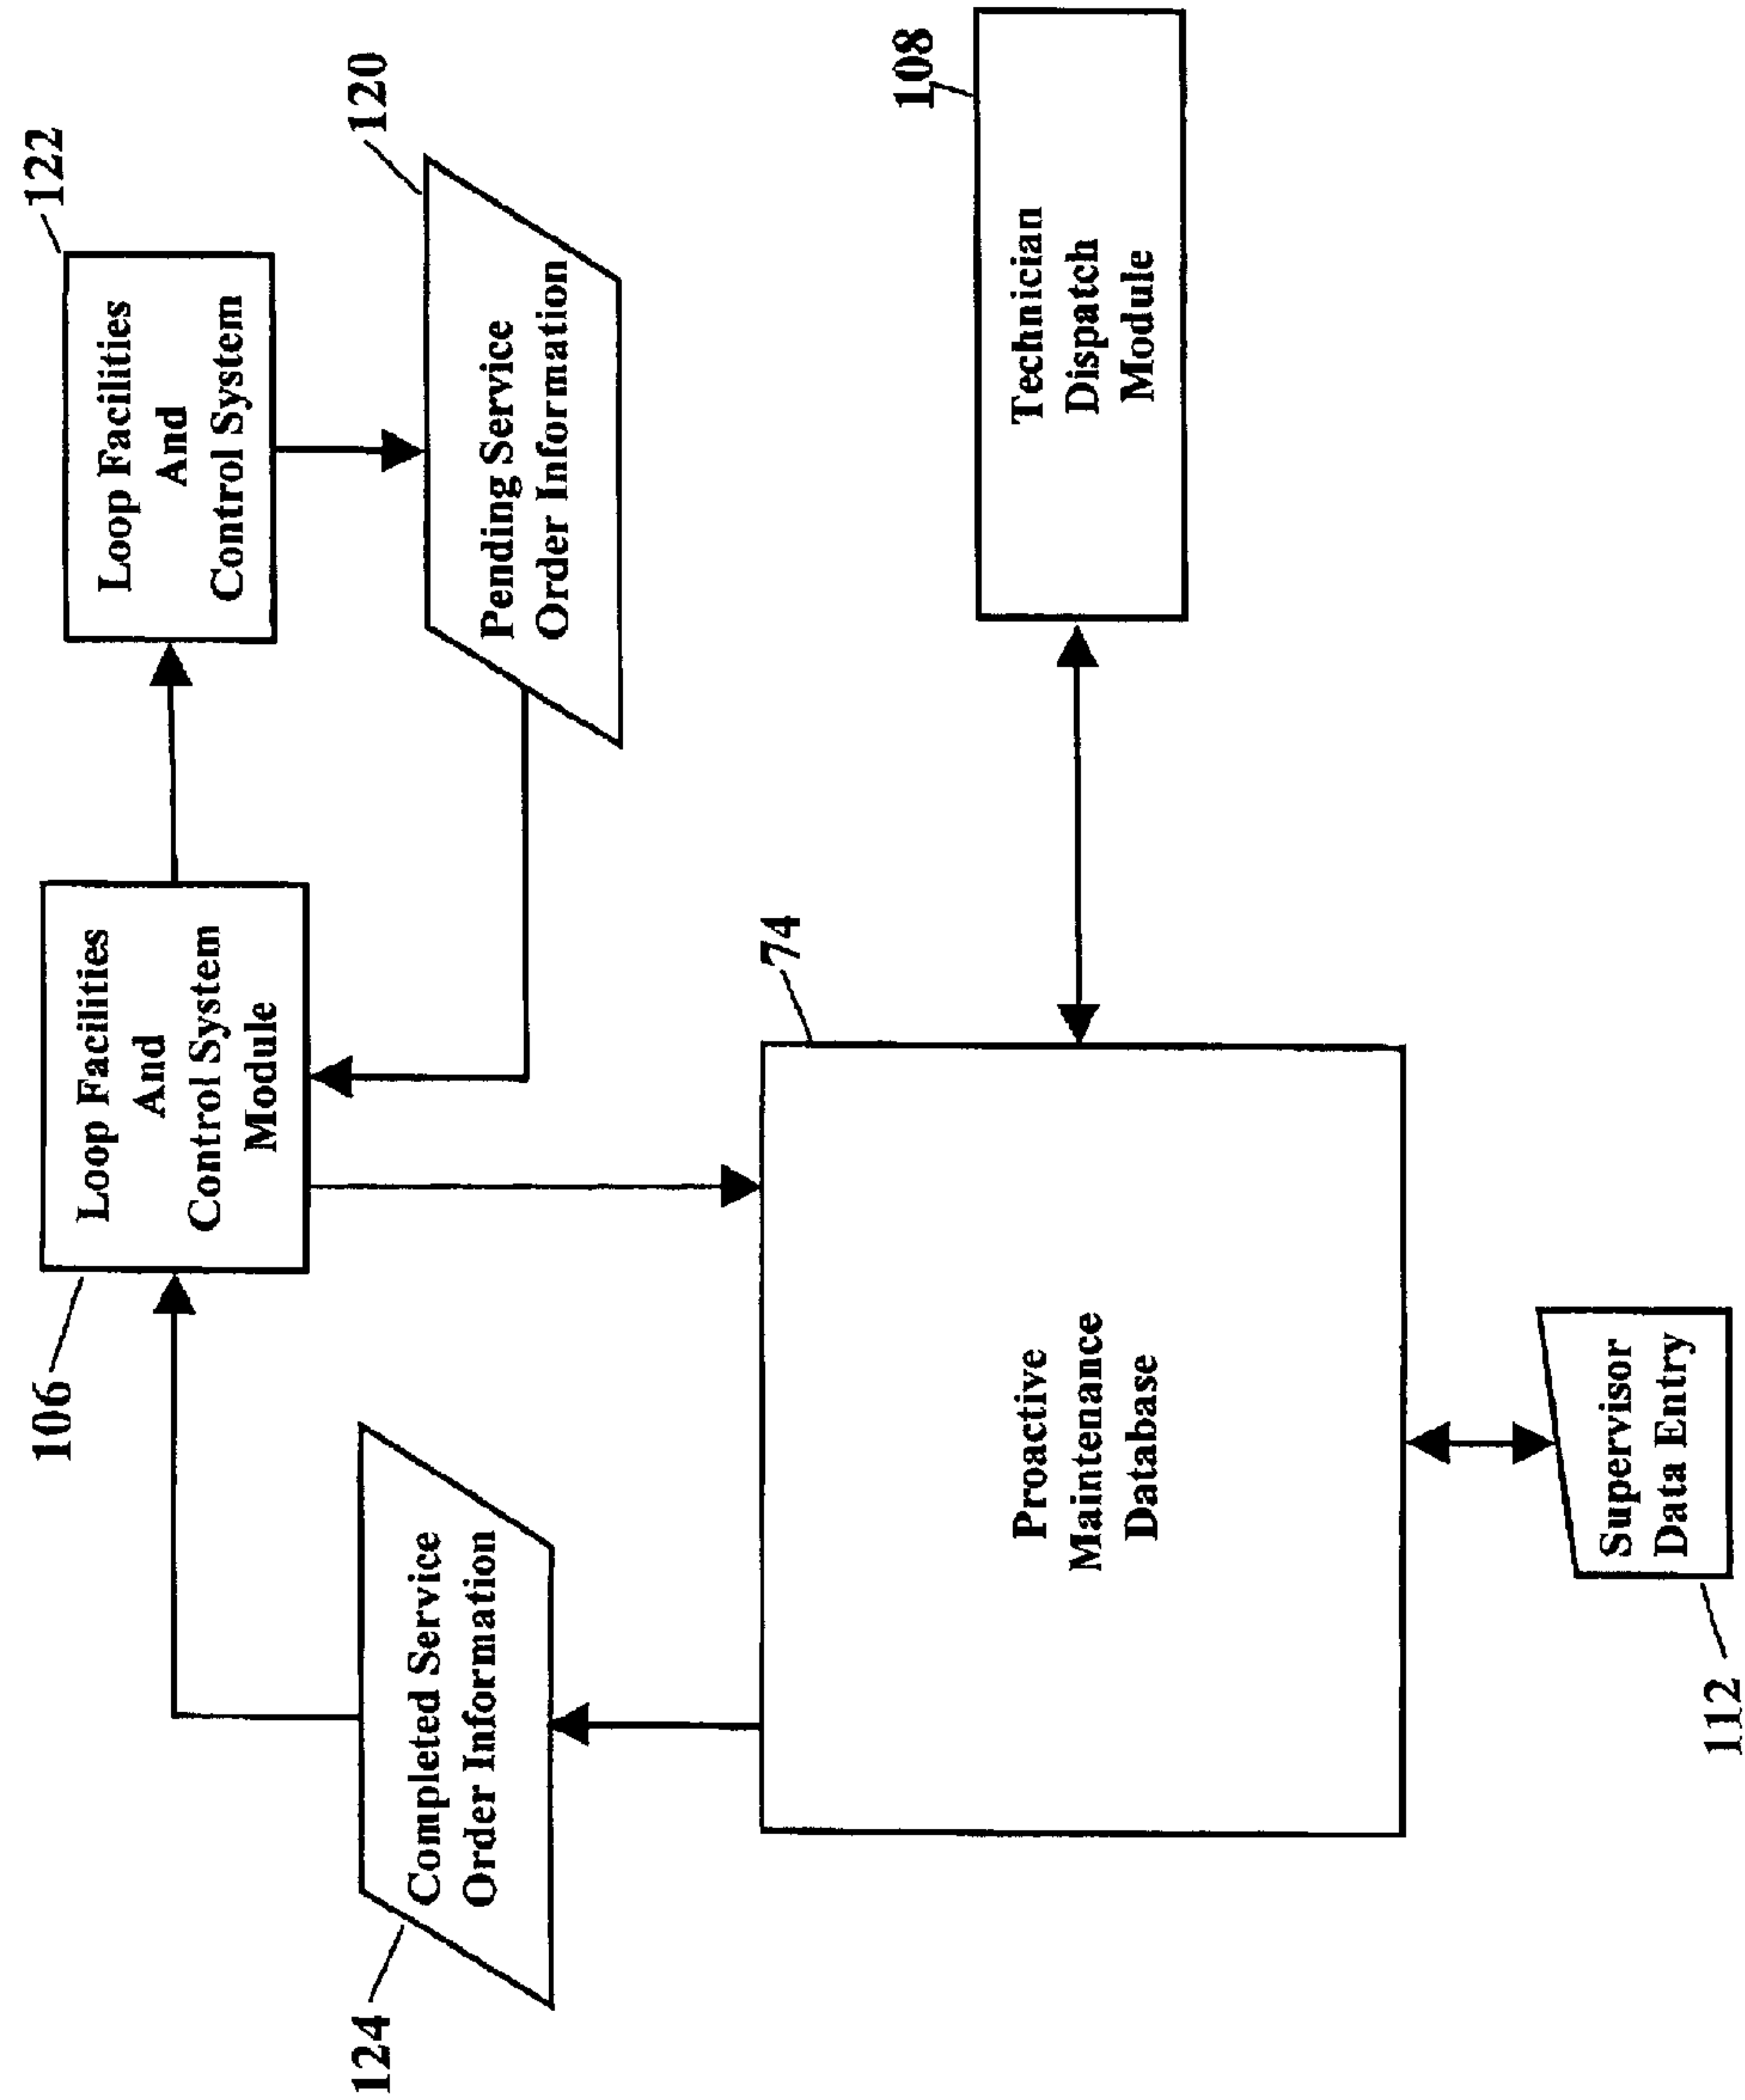 122
Loop Facilities
And
Control System
106
Loop Facilities
And
Control System
Module
120
Pending Service
Order Information
124
Completed Service
Order Information
74
Proactive
Maintenance
Database
108
Technician
Dispatch
Module
112
Supervisor
Data Entry